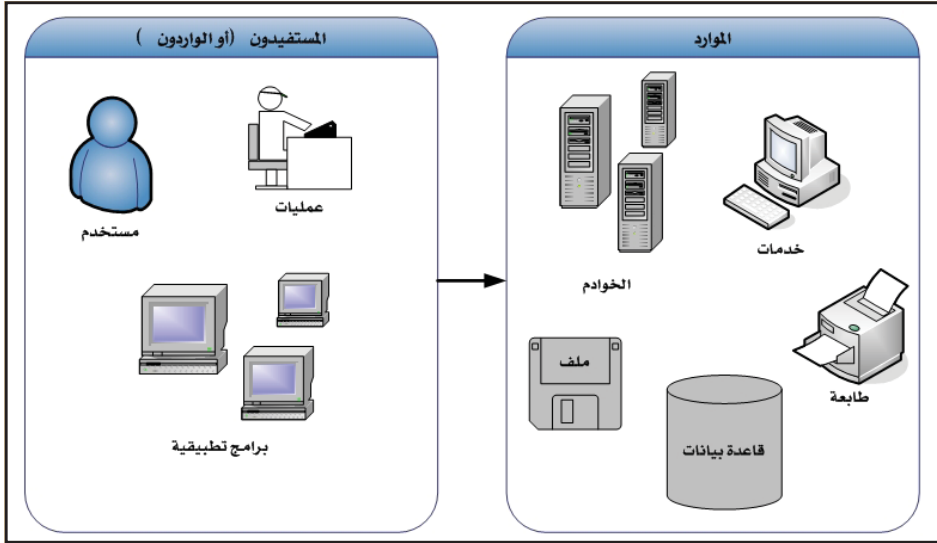 المستفيدون (أو الواردون )
مستخدم
عمليات
برامج تطبيقية
الموارد
الخوادم
خدمات
ملف
طابعة
قاعدة بيانات